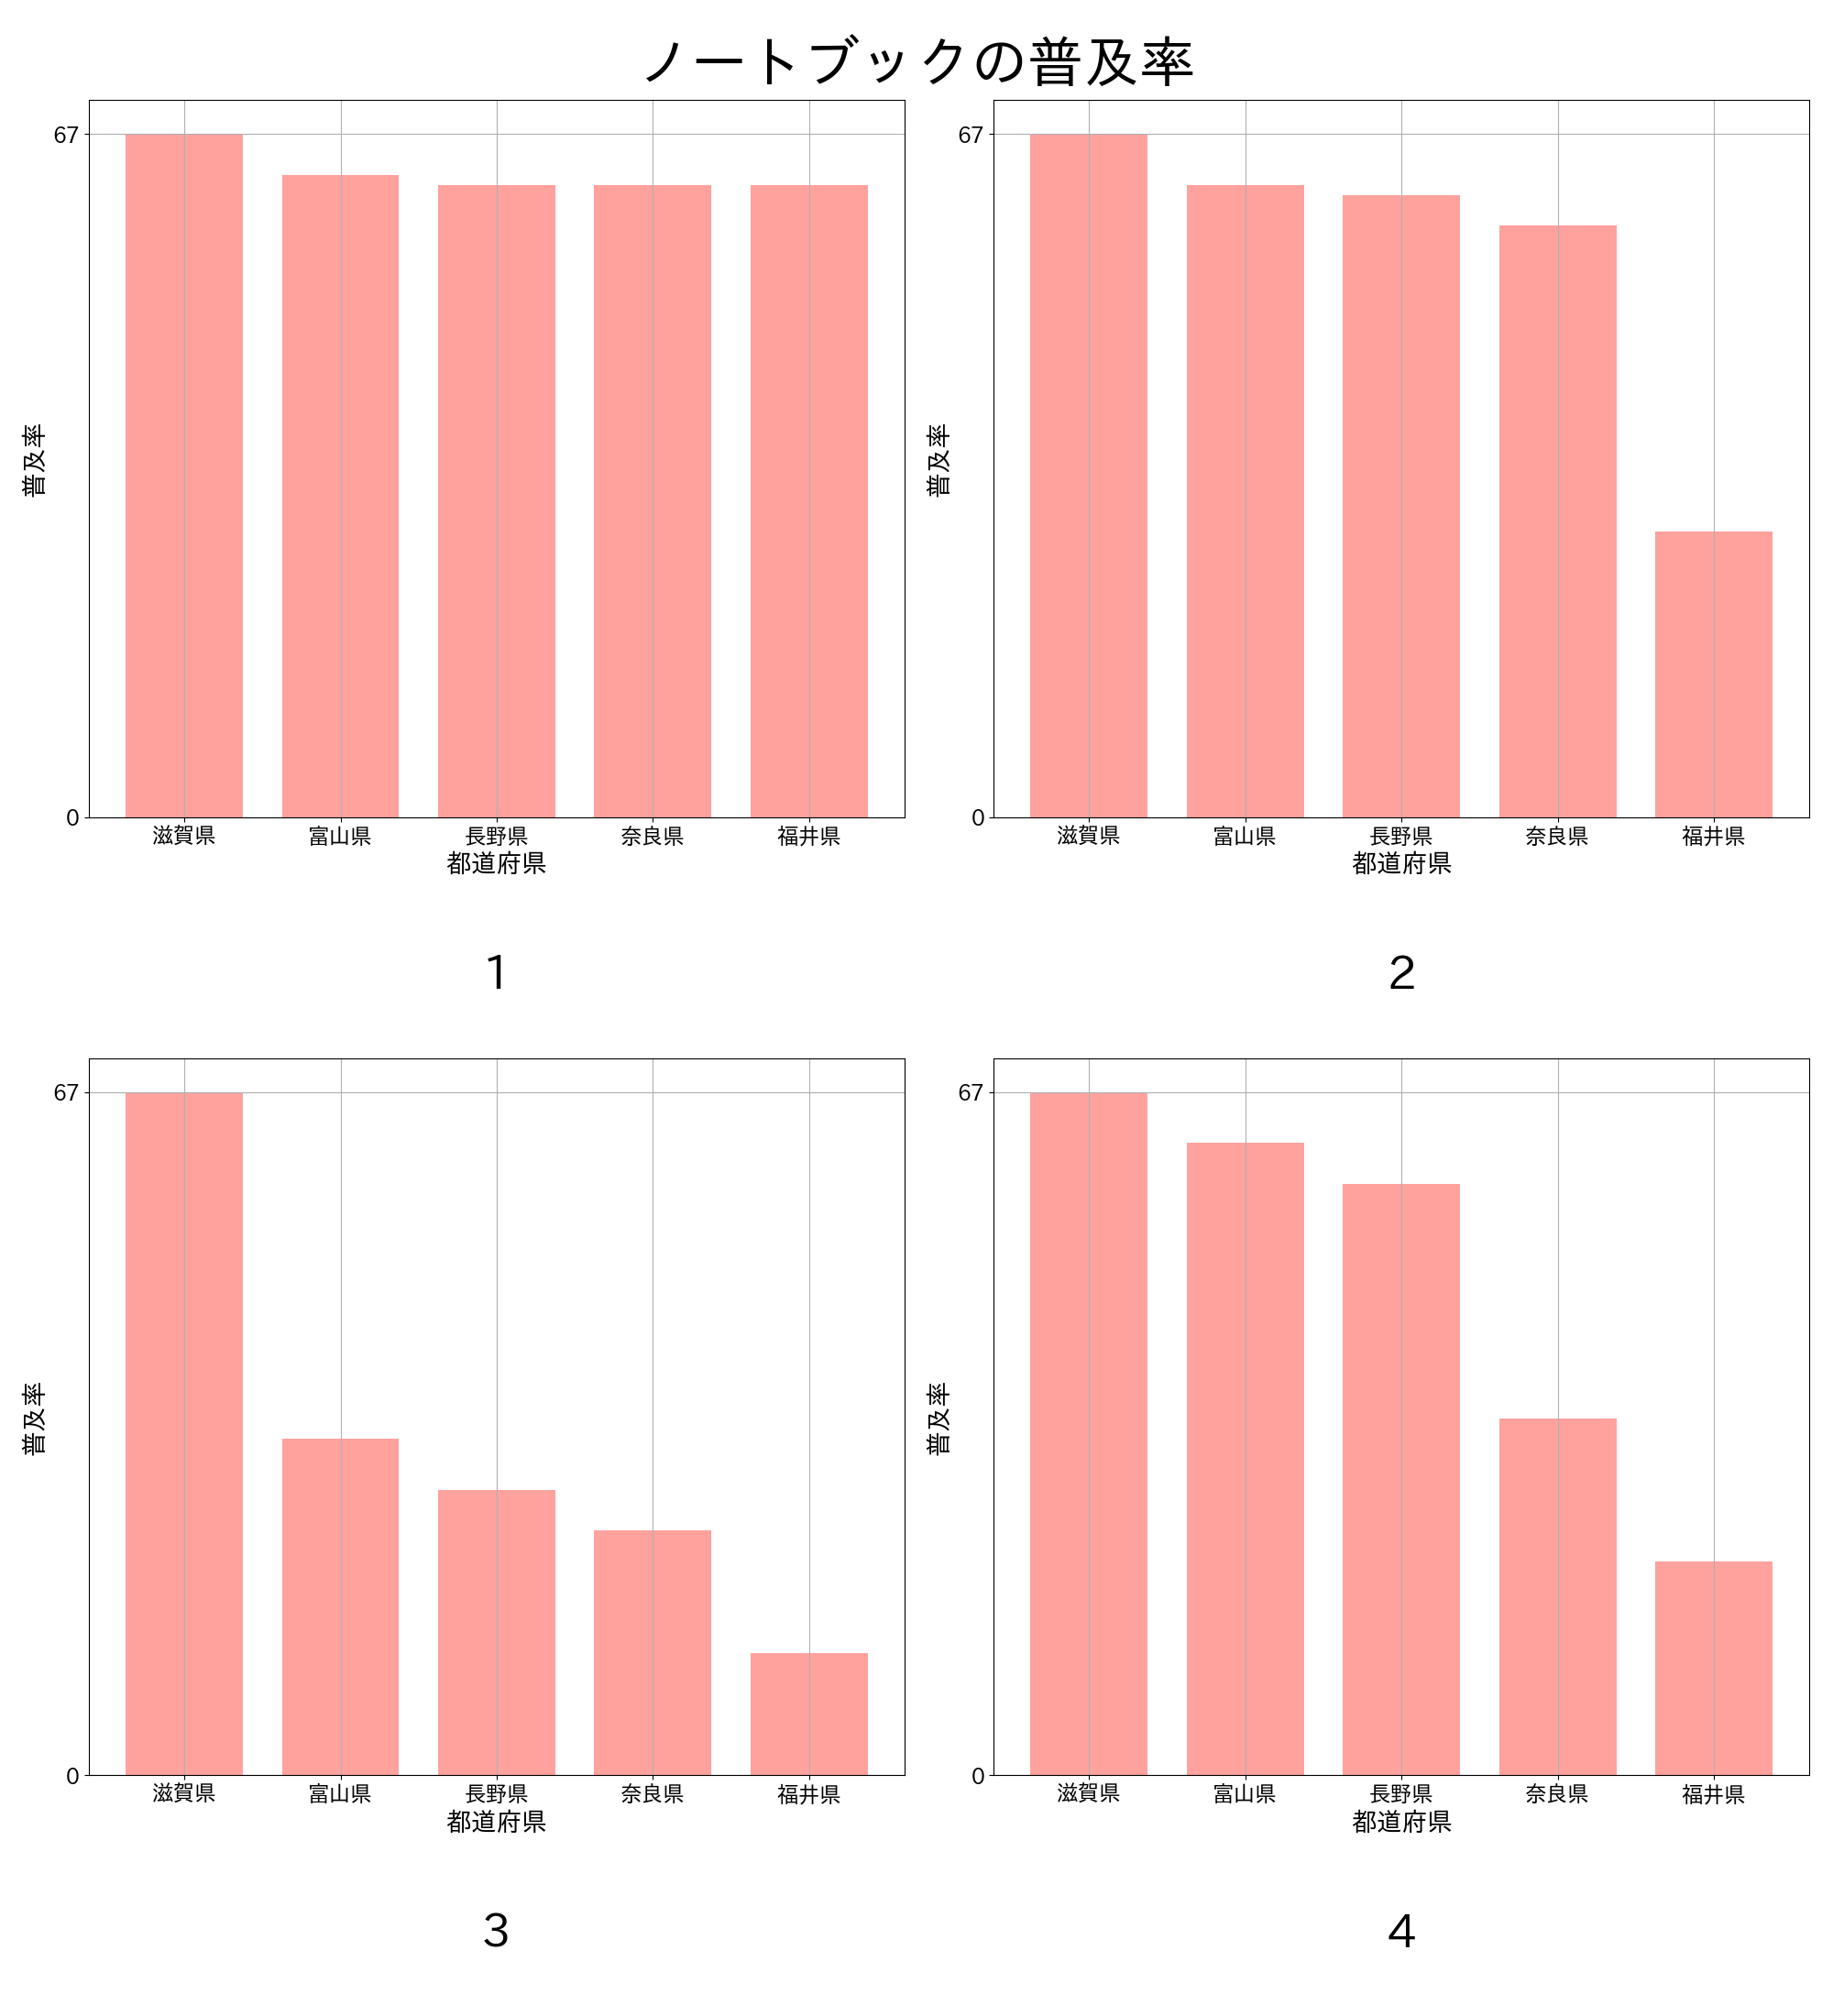 ノートブックの普及率
67
0
普及率
滋賀県 富山県 長野県 奈良県 福井県
都道府県
1
67
0
普及率
滋賀県 富山県 長野県 奈良県 福井県
都道府県
2
67
0
普及率
滋賀県 富山県 長野県 奈良県 福井県
都道府県
3
67
0
普及率
滋賀県 富山県 長野県 奈良県 福井県
都道府県
4